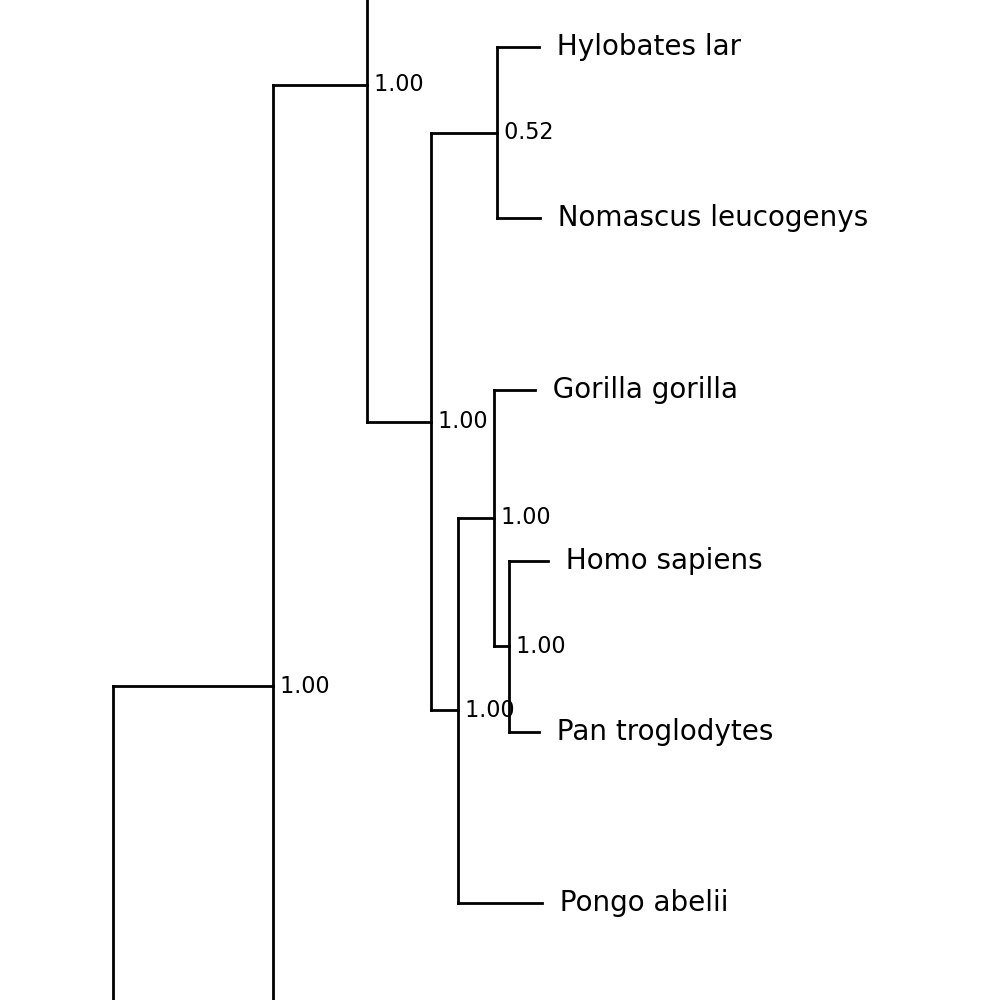 Hylobates lar
1.00
0.52
Nomascus leucogenys
Gorilla gorilla
1.00
1.00
Homo sapiens
1.00
1.00
1.00
Pan troglodytes
Pongo abelii